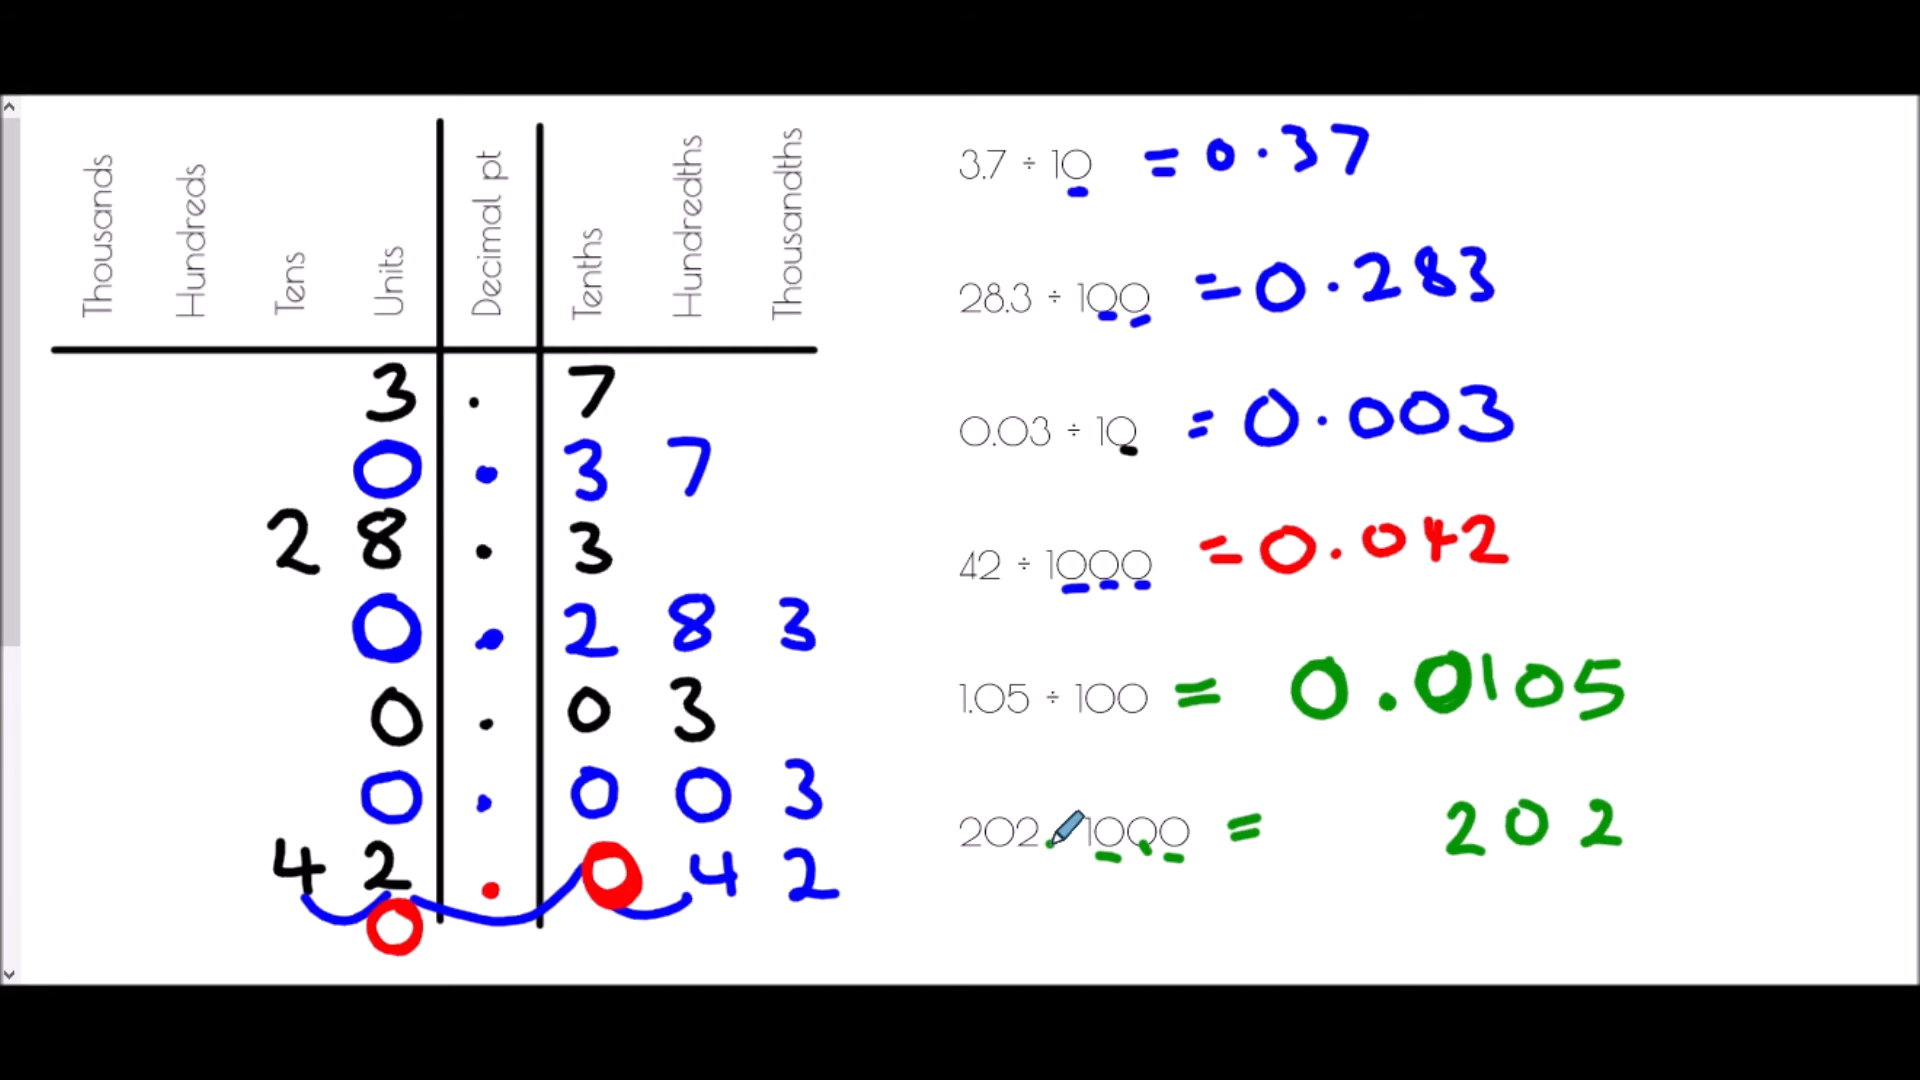 Thousands Hundreds Tens Units Decimal pt Tenths Hundredths Thousandths
3 . 7
0 . 3 7
2 8 . 3
0 . 2 8 3
0 . 0 3
0 . 0 0 3
4 2 . 0 4 2
0
3.7 ÷ 10 = 0.37
28.3 ÷ 100 = 0.283
0.03 ÷ 10 = 0.003
42 ÷ 1000 = 0.042
1.05 ÷ 100 = 0.0105
202 1000 = 202